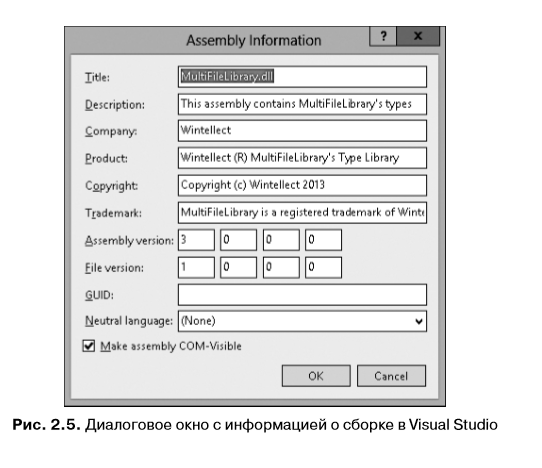 Assembly Information
? x
Title: MultiFileLibrary.dll
Description: This assembly contains MultiFileLibrary's types
Company: Wintellect
Product: Wintellect (R) MultiFileLibrary's Type Library
Copyright: Copyright (c) Wintellect 2013
Trademark: MultiFileLibrary is a registered trademark of Winte
Assembly version: 3 0 0 0
File version: 1 0 0 0
GUID:
Neutral language: (None)
Make assembly COM-Visible
OK Cancel
Рис. 2.5. Диалоговое окно с информацией о сборке в Visual Studio